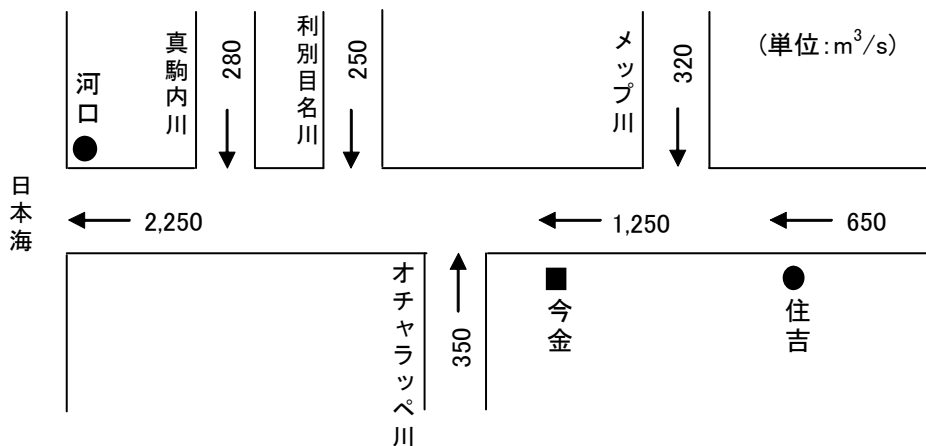 河口
真駒内川
280
利別目名川
250
メップ川
320
(単位:m³/s)
日本海
2,250
1,250
650
オチャラッペ川
350
今金
住吉